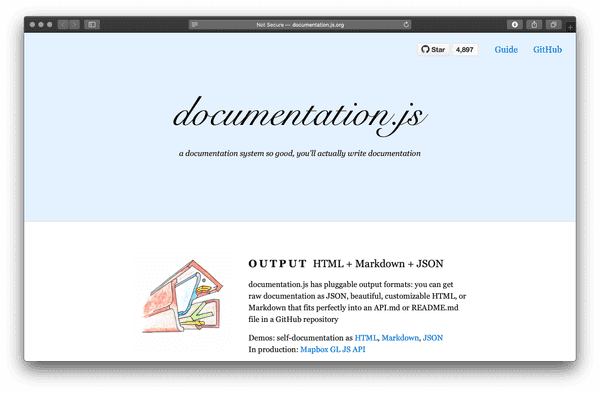 Not Secure — documentation.js.org
Star 4,897 Guide GitHub
documentation.js
a documentation system so good, you'll actually write documentation
OUTPUT HTML + Markdown + JSON
documentation.js has pluggable output formats: you can get
raw documentation as JSON, beautiful, customizable HTML, or
Markdown that fits perfectly into an API.md or README.md
file in a GitHub repository
Demos: self-documentation as HTML, Markdown, JSON
In production: Mapbox GL JS API